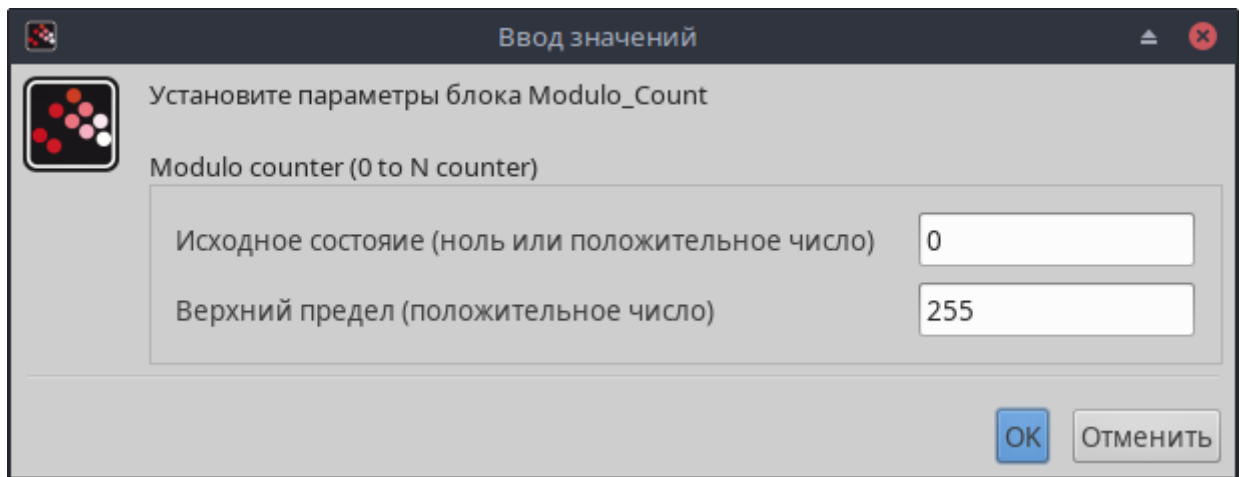 Ввод значений
Установите параметры блока Modulo_Count
Modulo counter (0 to N counter)
Исходное состояие (ноль или положительное число) 0
Верхний предел (положительное число) 255
OK Отменить